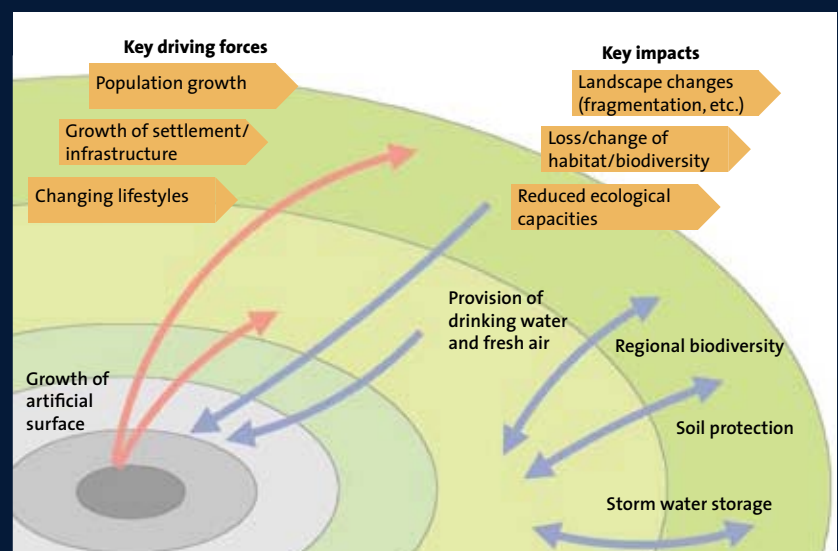 Key driving forces
Population growth
Growth of settlement/
infrastructure
Changing lifestyles
Key impacts
Landscape changes
(fragmentation, etc.)
Loss/change of
habitat/biodiversity
Reduced ecological
capacities
Provision of
drinking water
and fresh air
Growth of
artificial
surface
Regional biodiversity
Soil protection
Storm water storage